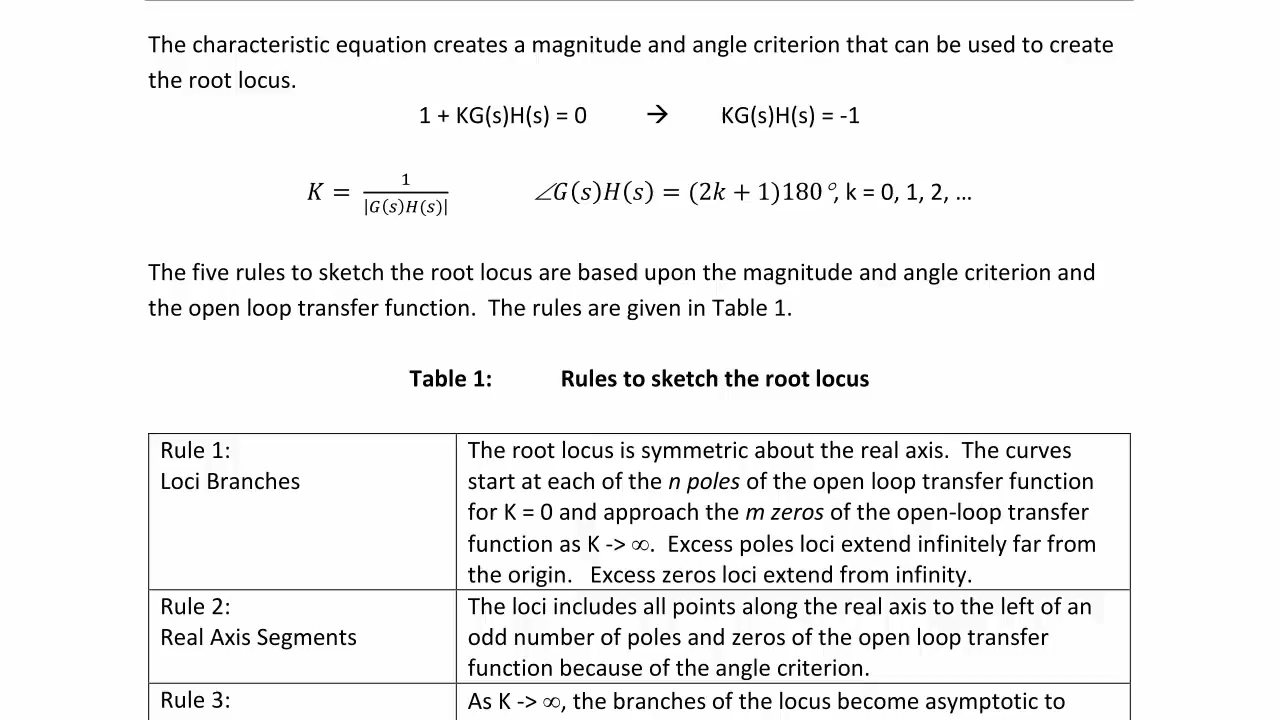 The characteristic equation creates a magnitude and angle criterion that can be used to create
the root locus.
1 + KG(s)H(s) = 0 → KG(s)H(s) = -1
K = 1 / |G(s)H(s)| ∠G(s)H(s) = (2k + 1)180°, k = 0, 1, 2, …
The five rules to sketch the root locus are based upon the magnitude and angle criterion and
the open loop transfer function. The rules are given in Table 1.
Table 1: Rules to sketch the root locus
Rule 1:
Loci Branches
The root locus is symmetric about the real axis. The curves
start at each of the n poles of the open loop transfer function
for K = 0 and approach the m zeros of the open-loop transfer
function as K -> ∞. Excess poles loci extend infinitely far from
the origin. Excess zeros loci extend from infinity.
Rule 2:
Real Axis Segments
The loci includes all points along the real axis to the left of an
odd number of poles and zeros of the open loop transfer
function because of the angle criterion.
Rule 3:
As K -> ∞, the branches of the locus become asymptotic to